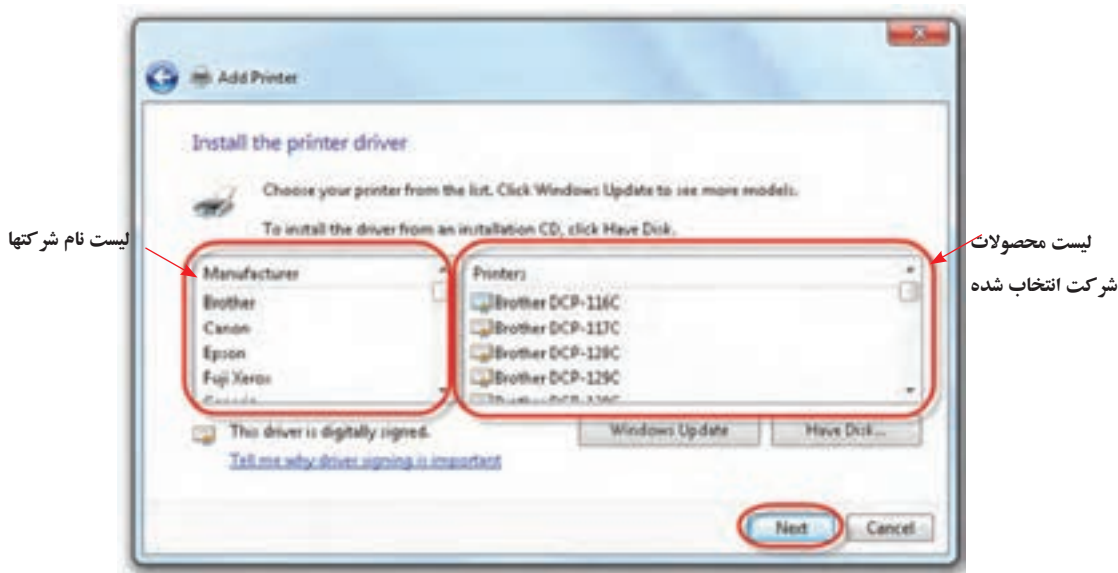 Add Printer
Install the printer driver
Choose your printer from the list. Click Windows Update to see more models.
To install the driver from an installation CD, click Have Disk.
لیست نام شرکتها
لیست محصولات
شرکت انتخاب شده
Manufacturer
Brother
Canon
Epson
Fuji Xerox
Generic
Printers
Brother DCP-116C
Brother DCP-117C
Brother DCP-128C
Brother DCP-129C
This driver is digitally signed.
Windows Update
Have Disk...
Tell me why driver signing is important
Next
Cancel